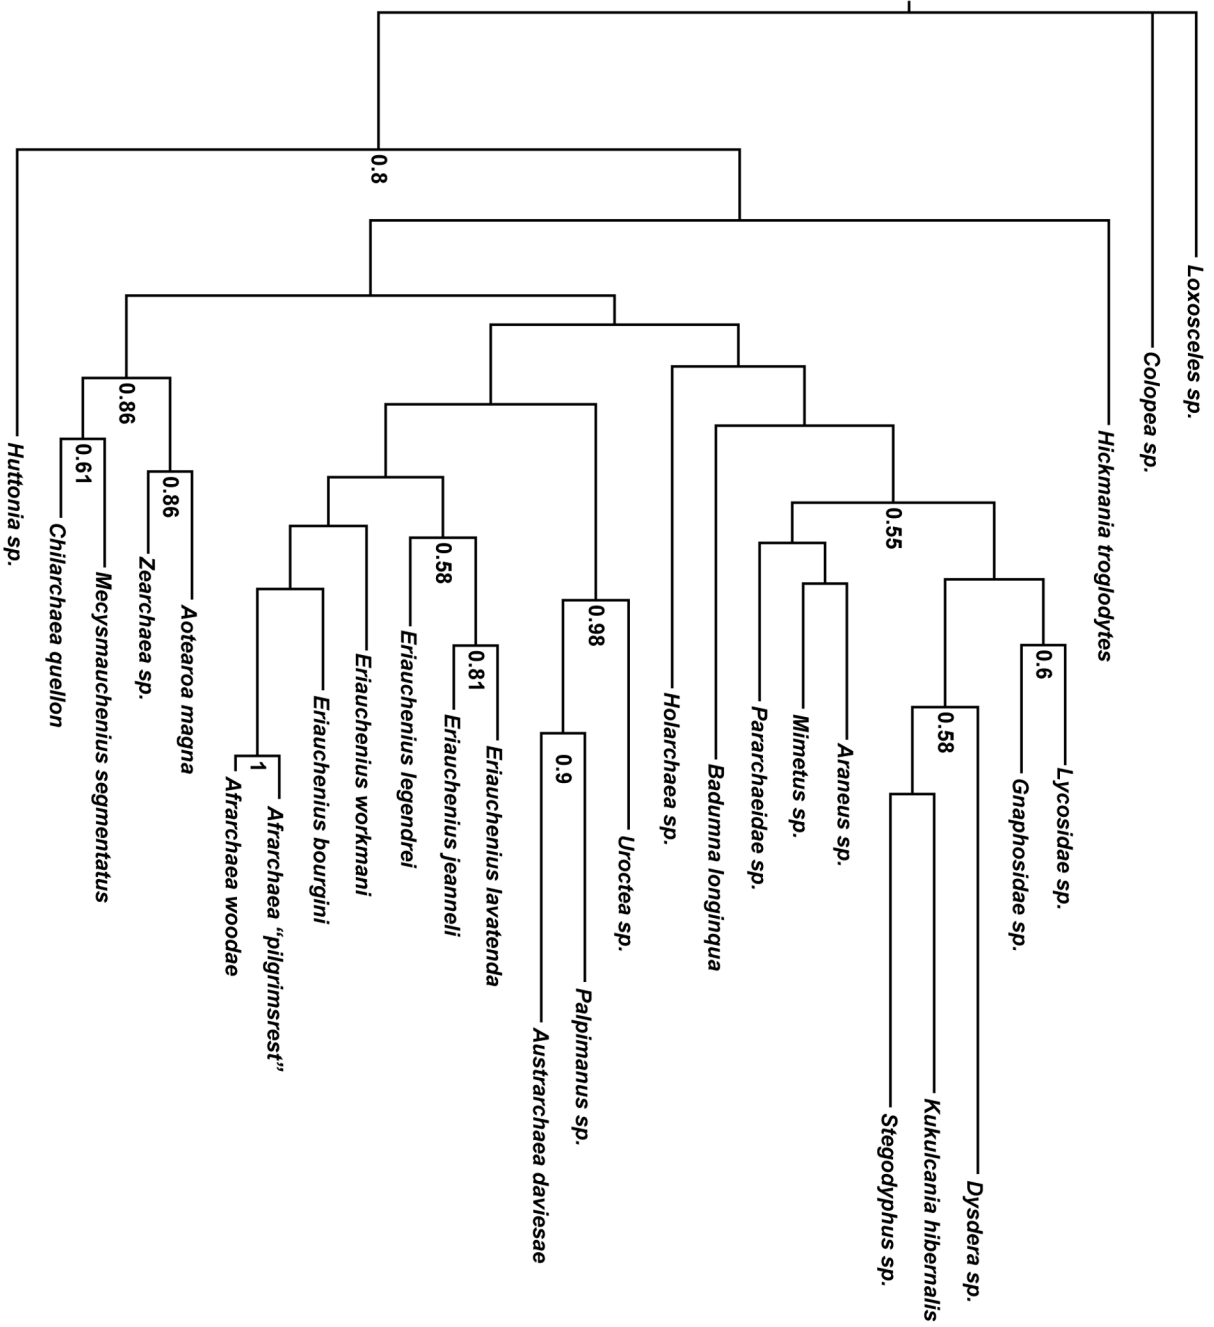 Loxosceles sp.
Colopea sp.
Hickmania troglodytes
Lycosidae sp.
0.6
Gnaphosidae sp.
Dysdera sp.
0.58
Kukulcania hibernalis
Stegodyphus sp.
0.55
Araneus sp.
Mimetus sp.
Pararchaeidae sp.
Badumna longinqua
Holarchaea sp.
Uroctea sp.
0.98
Palpimanus sp.
0.9
Austrarchaea daviesae
Eriauchenius lavatenda
0.81
Eriauchenius jeanneli
0.58
Eriauchenius legendrei
Eriauchenius workmani
Eriauchenius bourgini
Afrarchaea “pilgrimsrest”
1
Afrarchaea woodae
0.8
Aotearoa magna
0.86
Zearchaea sp.
0.86
Mecysmauchenius segmentatus
0.61
Chilarchaea quellon
Huttonia sp.